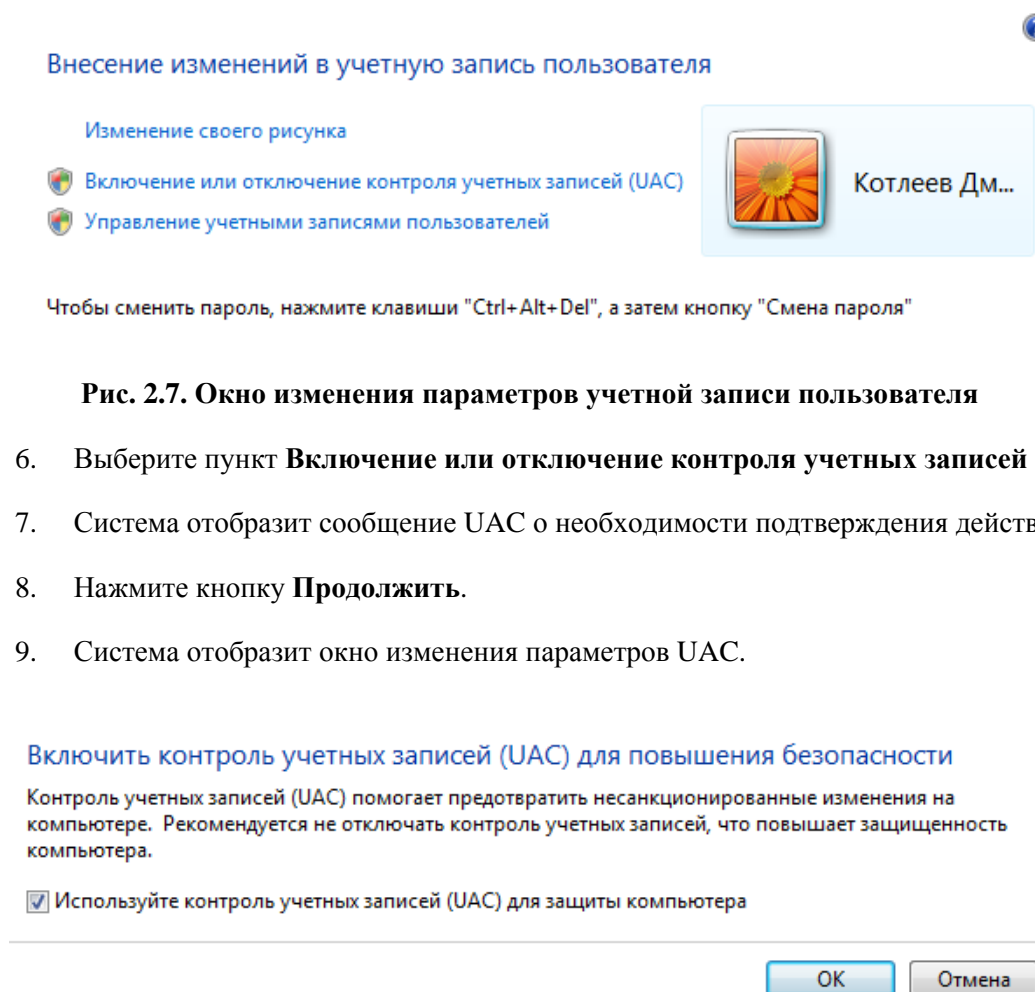 Внесение изменений в учетную запись пользователя
Изменение своего рисунка
Включение или отключение контроля учетных записей (UAC)
Управление учетными записями пользователей
Котлеев Дм...
Чтобы сменить пароль, нажмите клавиши "Ctrl+Alt+Del", а затем кнопку "Смена пароля"
Рис. 2.7. Окно изменения параметров учетной записи пользователя
6. Выберите пункт Включение или отключение контроля учетных записей
7. Система отобразит сообщение UAC о необходимости подтверждения
8. Нажмите кнопку Продолжить.
9. Система отобразит окно изменения параметров UAC.
Включить контроль учетных записей (UAC) для повышения безопасности
Контроль учетных записей (UAC) помогает предотвратить несанкционированные изменения на
компьютере. Рекомендуется не отключать контроль учетных записей, что повышает защищенность
компьютера.
Используйте контроль учетных записей (UAC) для защиты компьютера
OK
Отмена